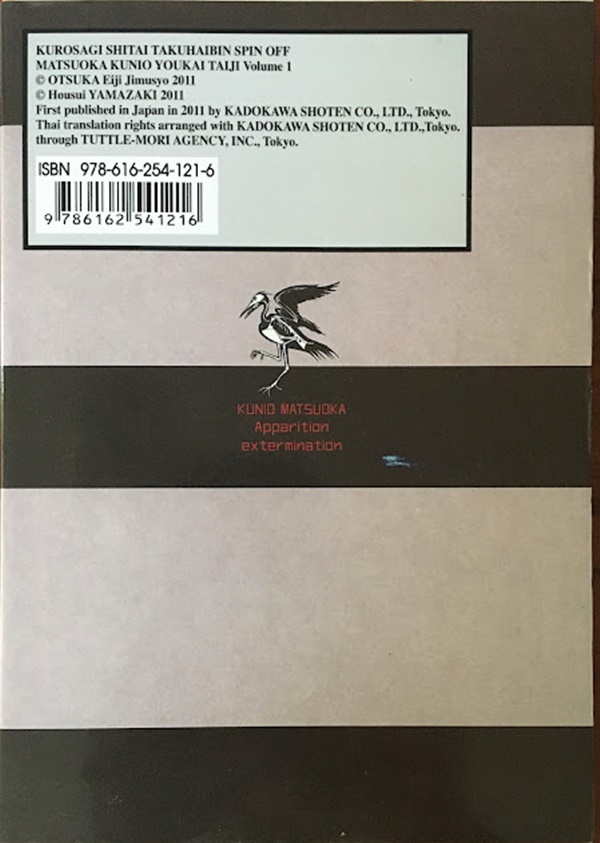 KUROSAGI SHITAI TAKUHAIBIN SPIN OFF
MATSUOKA KUNIO YOUKAI TAIJI Volume 1
© OTSUKA Eiji Jimusyo 2011
© Housui YAMAZAKI 2011
First published in Japan in 2011 by KADOKAWA SHOTEN CO., LTD., Tokyo.
Thai translation rights arranged with KADOKAWA SHOTEN CO., LTD.,Tokyo.
through TUTTLE-MORI AGENCY, INC., Tokyo.
ISBN 978-616-254-121-6
9 786162 541216
KUNIO MATSUOKA
Apparition
extermination